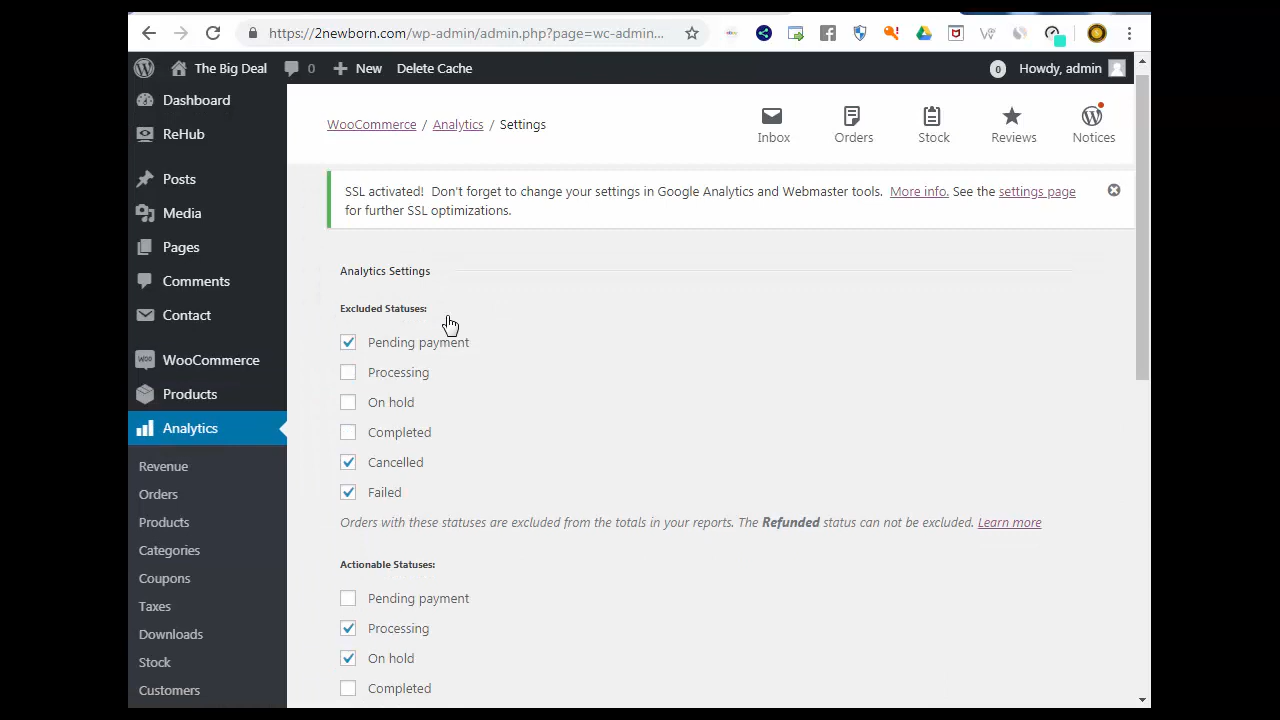 https://2newborn.com/wp-admin/admin.php?page=wc-admin...
The Big Deal
0
New
Delete Cache
0
Howdy, admin
Dashboard
ReHub
Posts
Media
Pages
Comments
Contact
WooCommerce
Products
Analytics
Revenue
Orders
Products
Categories
Coupons
Taxes
Downloads
Stock
Customers
WooCommerce / Analytics / Settings
Inbox
Orders
Stock
Reviews
Notices
SSL activated! Don't forget to change your settings in Google Analytics and Webmaster tools. More info. See the settings page
for further SSL optimizations.
Analytics Settings
Excluded Statuses:
Pending payment
Processing
On hold
Completed
Cancelled
Failed
Orders with these statuses are excluded from the totals in your reports. The Refunded status can not be excluded. Learn more
Actionable Statuses:
Pending payment
Processing
On hold
Completed